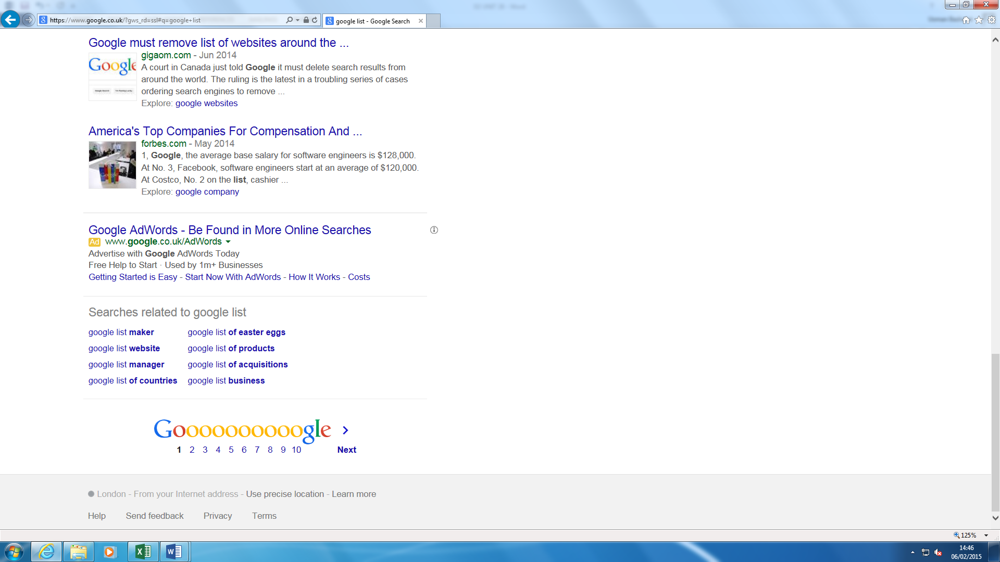 https://www.google.co.uk/?gws_rd=ssl#q=google+list
google list - Google Search
Google must remove list of websites around the ...
gigaom.com - Jun 2014
Google
A court in Canada just told Google it must delete search results from
around the world. The ruling is the latest in a troubling series of cases
ordering search engines to remove ...
Explore: google websites
America's Top Companies For Compensation And ...
forbes.com - May 2014
1, Google, the average base salary for software engineers is $128,000.
At No. 3, Facebook, software engineers start at an average of $120,000.
At Costco, No. 2 on the list, cashier ...
Explore: google company
Google AdWords - Be Found in More Online Searches
Ad www.google.co.uk/AdWords
Advertise with Google AdWords Today
Free Help to Start · Used by 1m+ Businesses
Getting Started is Easy - Start Now With AdWords - How It Works - Costs
Searches related to google list
google list maker google list of easter eggs
google list website google list of products
google list manager google list of acquisitions
google list of countries google list business
Goooooooooogle
1 2 3 4 5 6 7 8 9 10 Next
London - From your Internet address - Use precise location - Learn more
Help Send feedback Privacy Terms
125%
14:46
06/02/2015